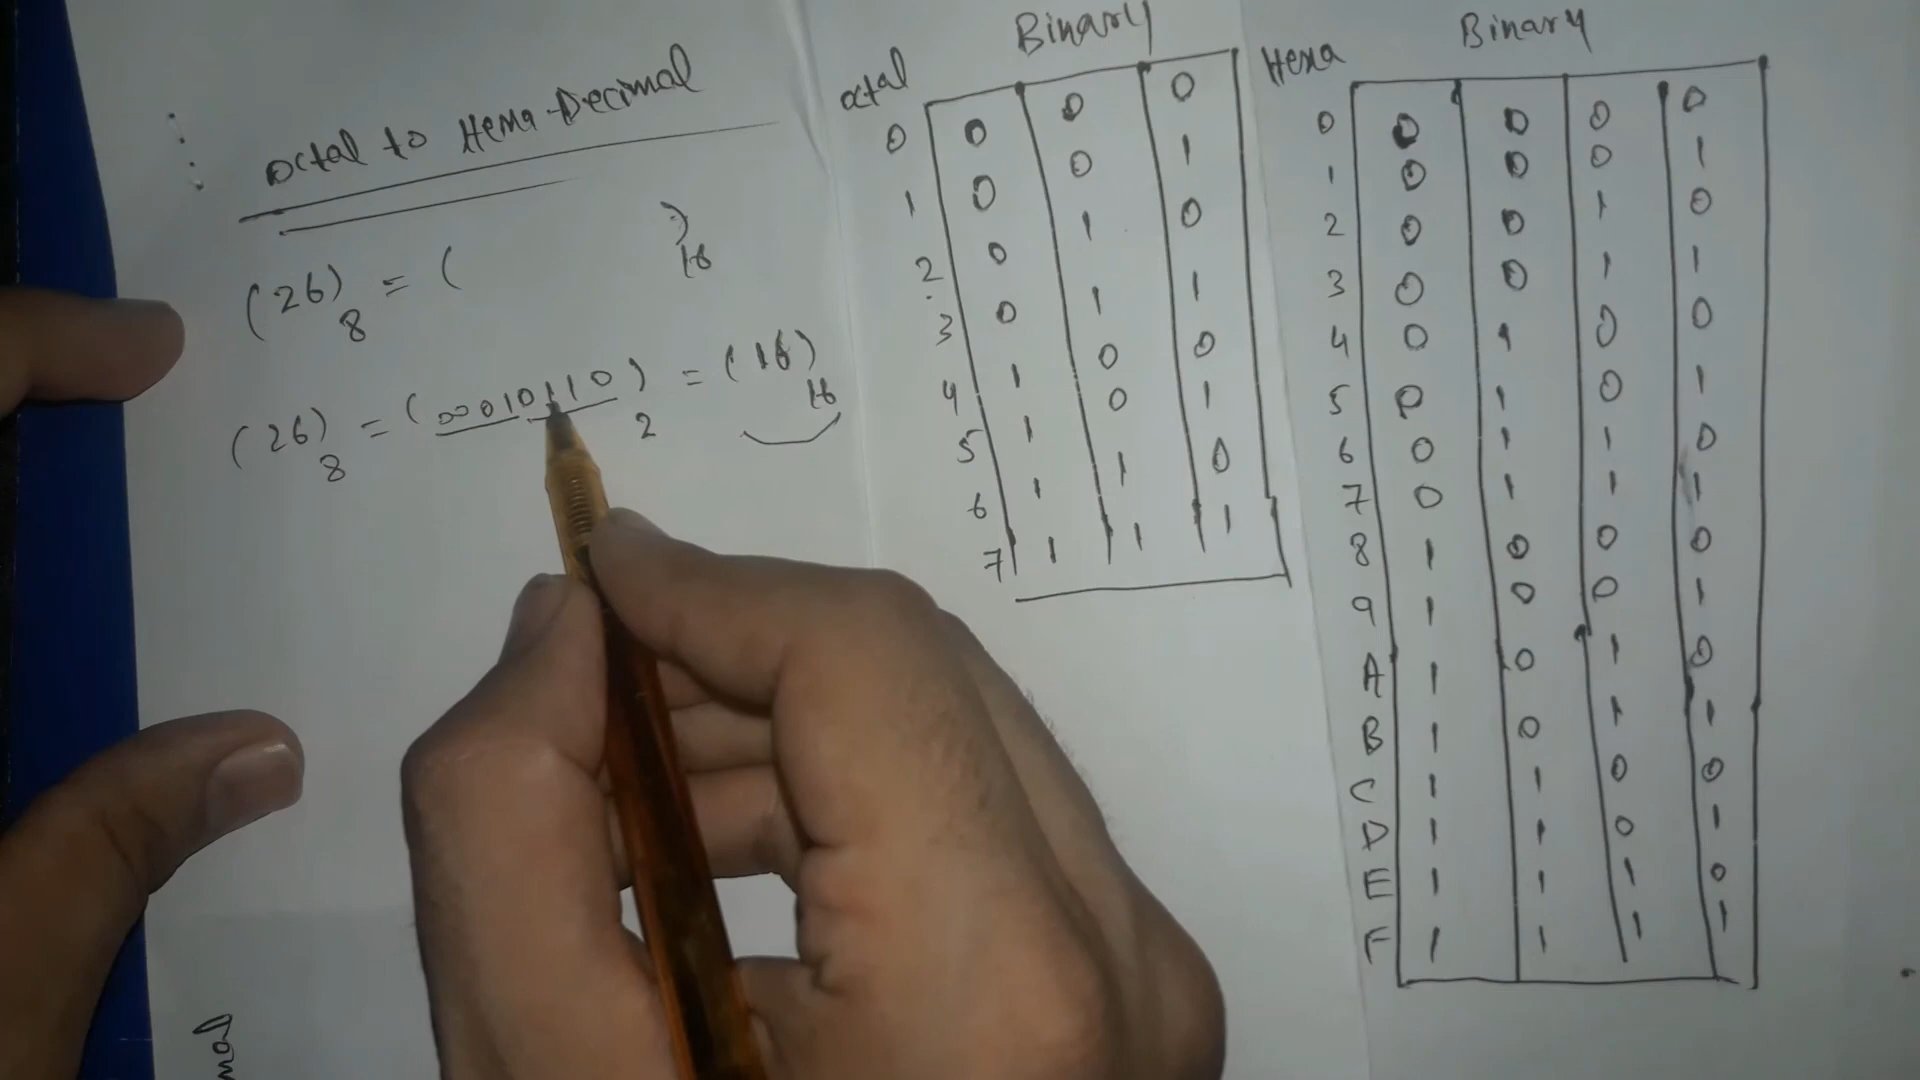 Octal to Hexa-Decimal
(26)8 = ( )16
(26)8 = (00010110)2 = (16)16
Octal Binary
0 0 0 0
1 0 0 1
2 0 1 0
3 0 1 1
4 1 0 0
5 1 0 1
6 1 1 0
7 1 1 1
Hexa Binary
0 0 0 0 0
1 0 0 0 1
2 0 0 1 0
3 0 0 1 1
4 0 1 0 0
5 0 1 0 1
6 0 1 1 0
7 0 1 1 1
8 1 0 0 0
9 1 0 0 1
A 1 0 1 0
B 1 0 1 1
C 1 1 0 0
D 1 1 0 1
E 1 1 1 0
F 1 1 1 1